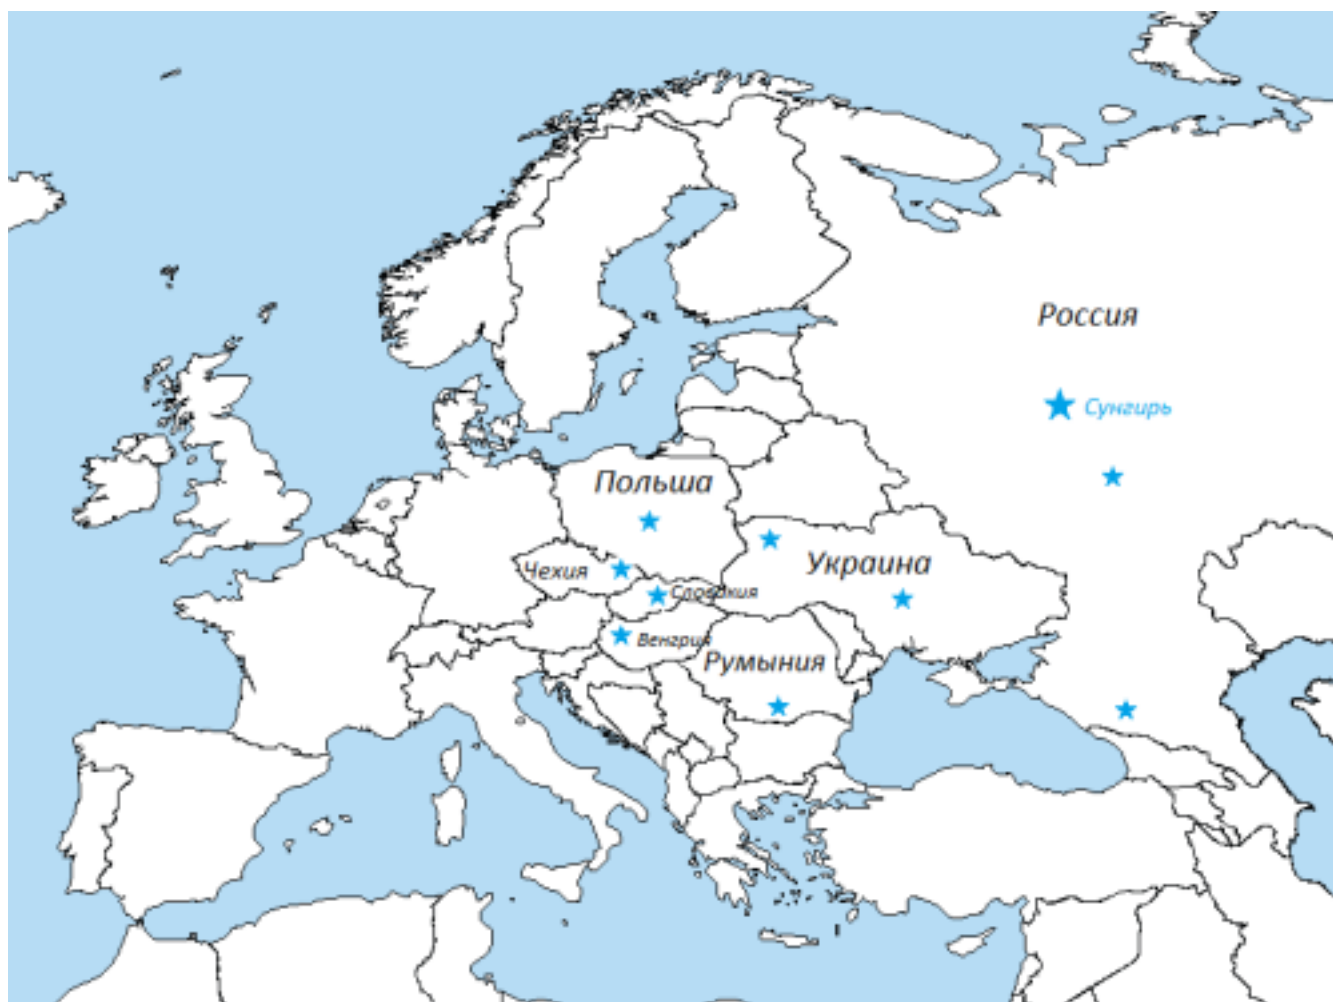 Россия
Сунгирь
Польша
Украина
Чехия
Словакия
Венгрия
Румыния